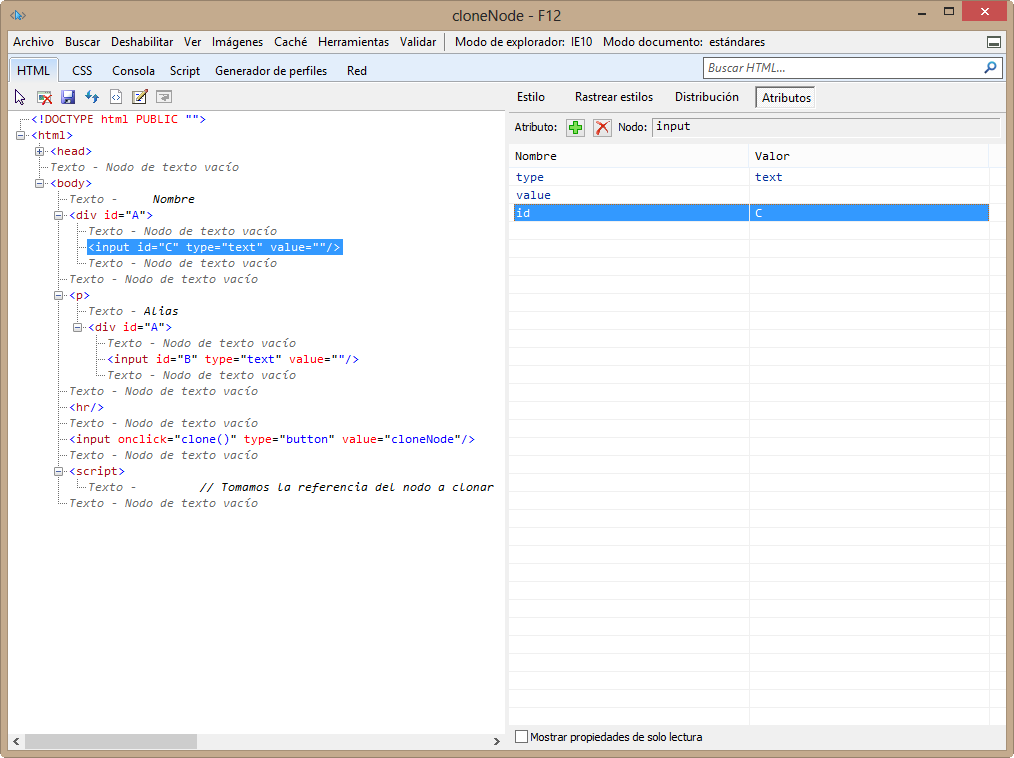 cloneNode - F12
Archivo Buscar Deshabilitar Ver Imágenes Caché Herramientas Validar Modo de explorador: IE10 Modo documento: estándares
HTML CSS Consola Script Generador de perfiles Red Buscar HTML...
Estilo Rastrear estilos Distribución Atributos
<!DOCTYPE html PUBLIC "">
<html>
<head>
Texto - Nodo de texto vacío
<body>
Texto - Nombre
<div id="A">
Texto - Nodo de texto vacío
<input id="C" type="text" value=""/>
Texto - Nodo de texto vacío
Texto - Nodo de texto vacío
<p>
Texto - Alias
<div id="A">
Texto - Nodo de texto vacío
<input id="B" type="text" value=""/>
Texto - Nodo de texto vacío
Texto - Nodo de texto vacío
<hr/>
Texto - Nodo de texto vacío
<input onclick="clone()" type="button" value="cloneNode"/>
Texto - Nodo de texto vacío
<script>
Texto - // Tomamos la referencia del nodo a clonar
Texto - Nodo de texto vacío
Atributo: Nodo: input
Nombre Valor
type text
value
id C
Mostrar propiedades de solo lectura